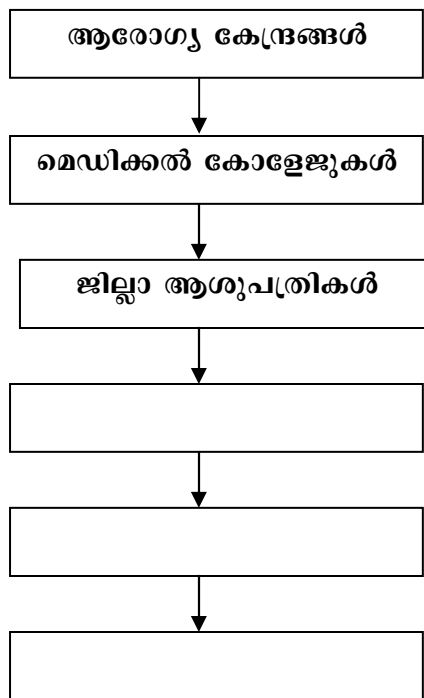 ആരോഗ്യ കേന്ദ്രങ്ങൾ
മെഡിക്കൽ കോളേജുകൾ
ജില്ലാ ആശുപത്രികൾ